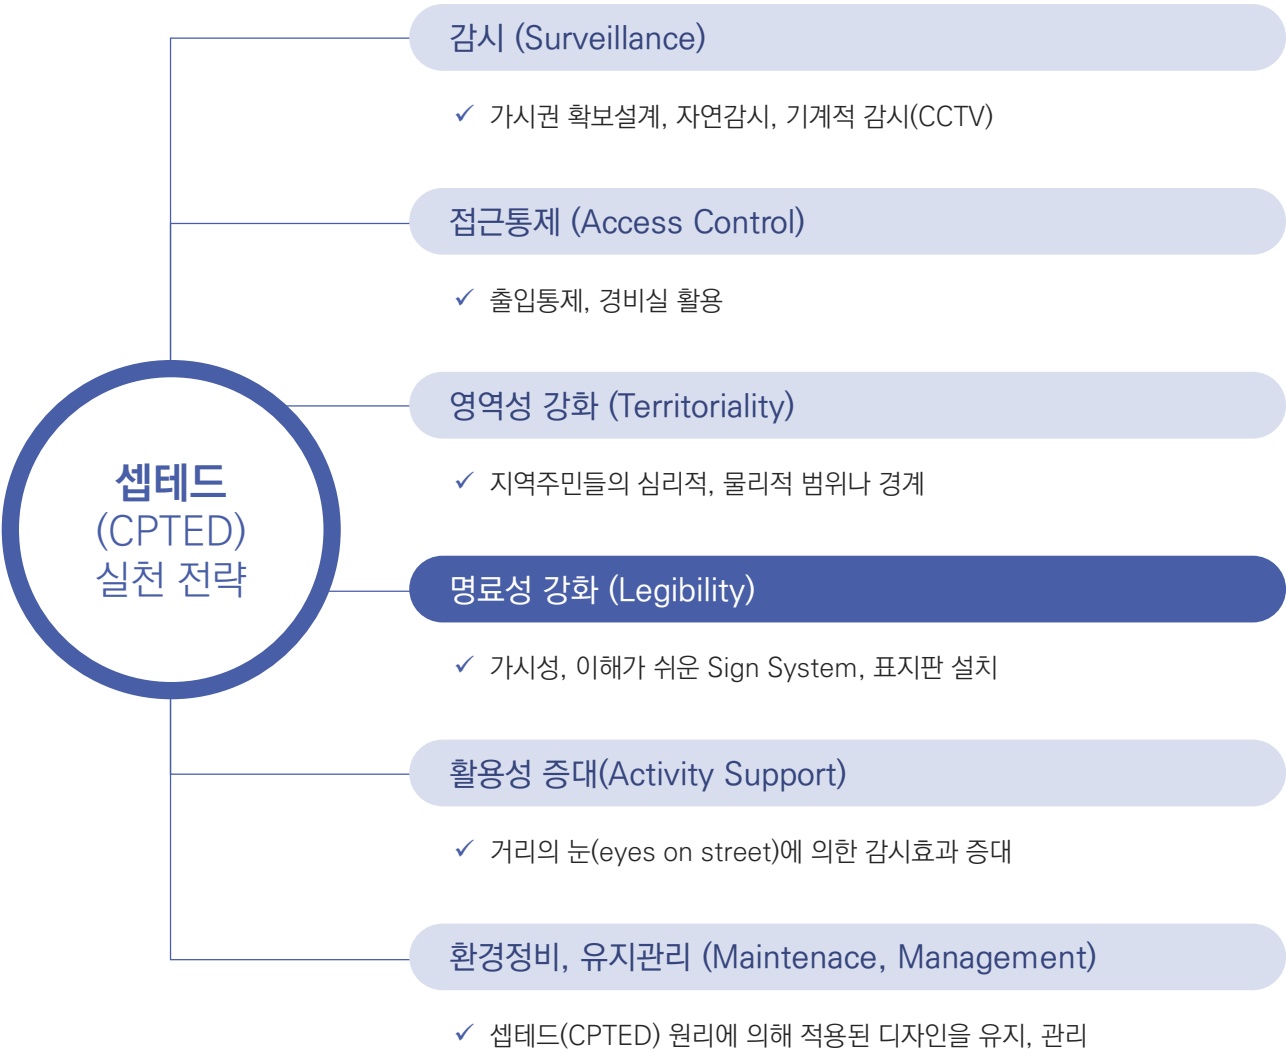 감시 (Surveillance)
가시권 확보설계, 자연감시, 기계적 감시(CCTV)
접근통제 (Access Control)
출입통제, 경비실 활용
영역성 강화 (Territoriality)
지역주민들의 심리적, 물리적 범위나 경계
셉테드
(CPTED)
실천 전략
명료성 강화 (Legibility)
가시성, 이해가 쉬운 Sign System, 표지판 설치
활용성 증대(Activity Support)
거리의 눈(eyes on street)에 의한 감시효과 증대
환경정비, 유지관리 (Maintenace, Management)
셉테드(CPTED) 원리에 의해 적용된 디자인을 유지, 관리